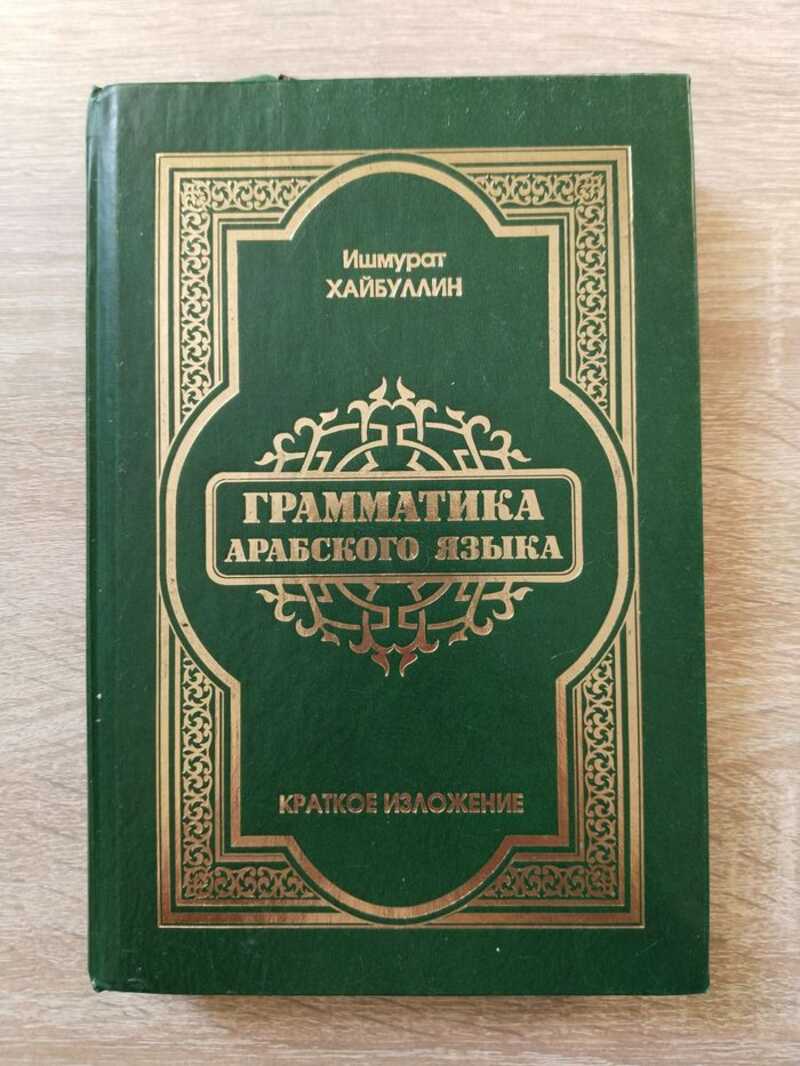 Ишмурат
ХАЙБУЛЛИН
ГРАММАТИКА
АРАБСКОГО ЯЗЫКА
КРАТКОЕ ИЗЛОЖЕНИЕ